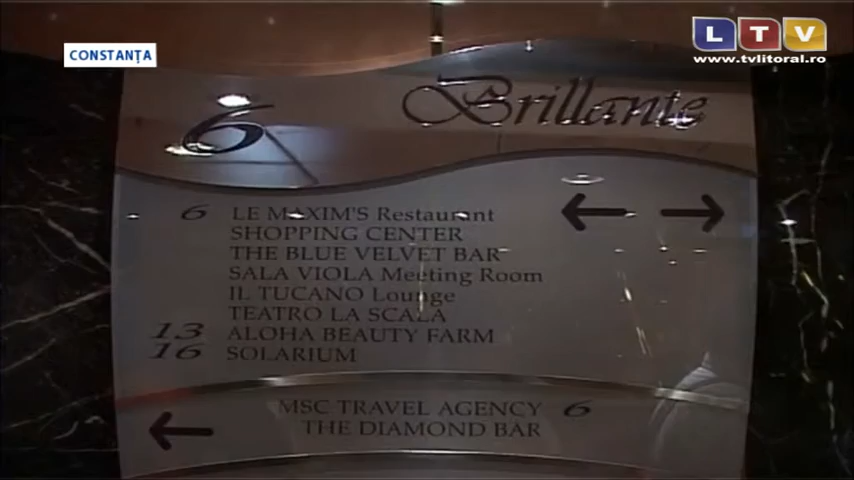 CONSTANȚA
LTV
www.tvlitoral.ro
6 Brillante
6 LE MAXIM'S Restaurant
SHOPPING CENTER
THE BLUE VELVET BAR
SALA VIOLA Meeting Room
IL TUCANO Lounge
TEATRO LA SCALA
13 ALOHA BEAUTY FARM
16 SOLARIUM
MSC TRAVEL AGENCY 6
THE DIAMOND BAR